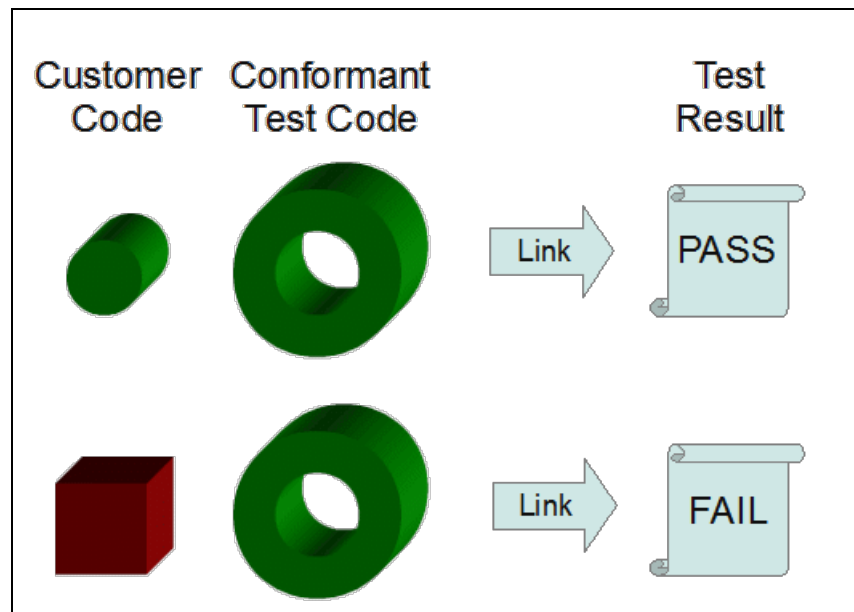 Customer
Code
Conformant
Test Code
Test
Result
Link
PASS
Link
FAIL